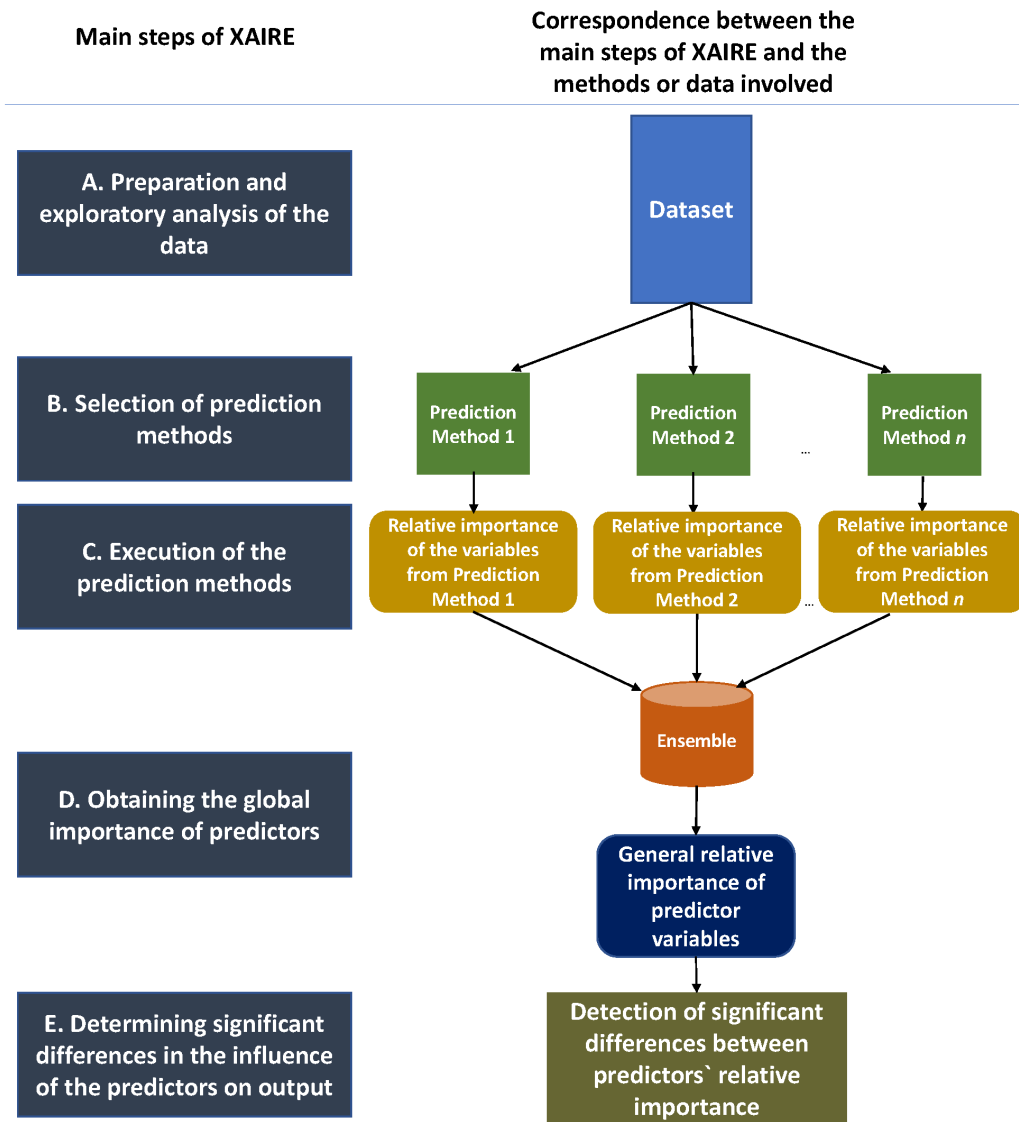 Main steps of XAIRE
Correspondence between the
main steps of XAIRE and the
methods or data involved
A. Preparation and
exploratory analysis of the
data
Dataset
B. Selection of prediction
methods
Prediction
Method 1
Prediction
Method 2
...
Prediction
Method n
C. Execution of the
prediction methods
Relative importance
of the variables
from Prediction
Method 1
Relative importance
of the variables
from Prediction
Method 2
...
Relative importance
of the variables
from Prediction
Method n
Ensemble
D. Obtaining the global
importance of predictors
General relative
importance of
predictor
variables
E. Determining significant
differences in the influence
of the predictors on output
Detection of significant
differences between
predictors` relative
importance